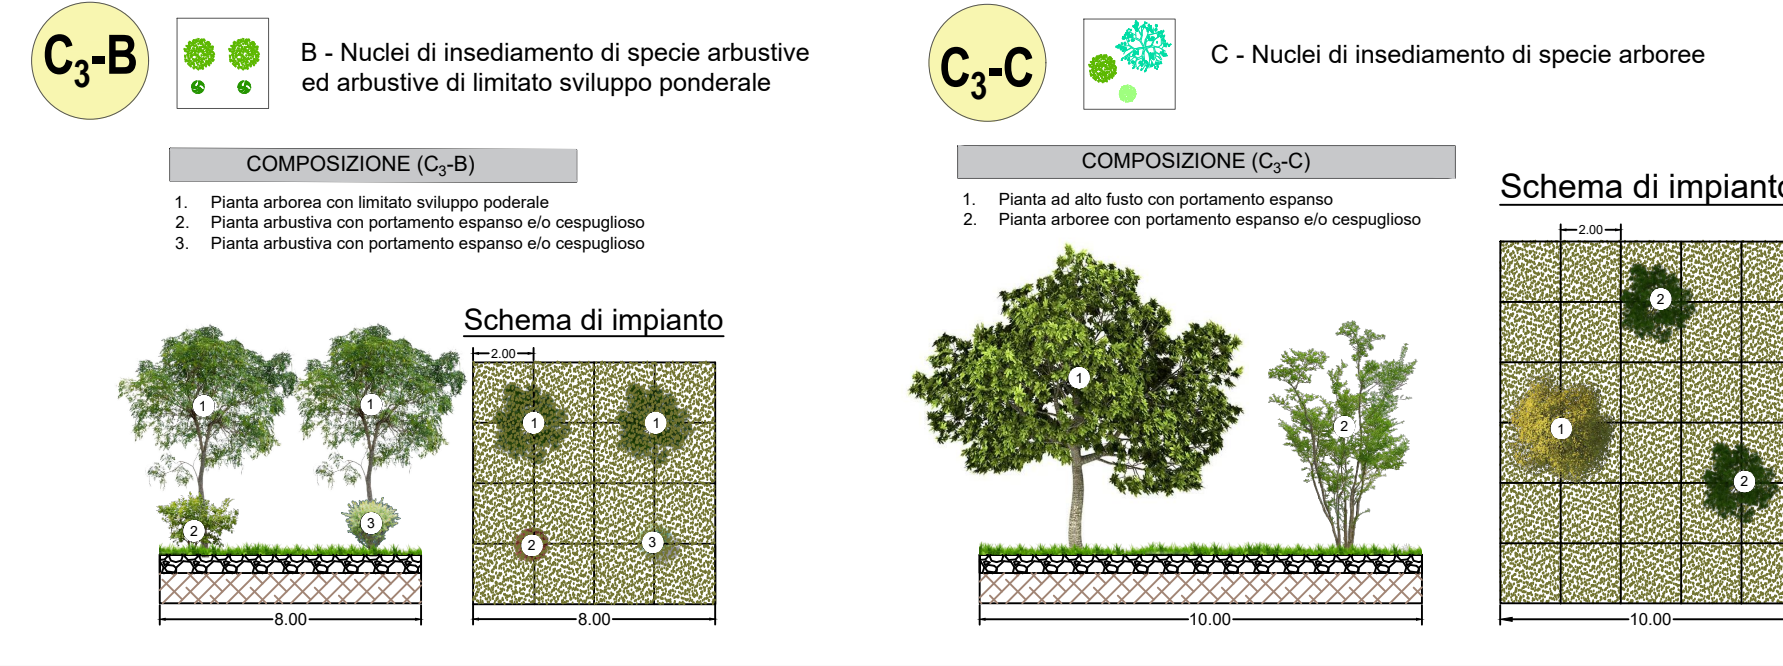 C3-B
B - Nuclei di insediamento di specie arbustive
ed arbustive di limitato sviluppo ponderale
COMPOSIZIONE (C3-B)
1. Pianta arborea con limitato sviluppo poderale
2. Pianta arbustiva con portamento espanso e/o cespuglioso
3. Pianta arbustiva con portamento espanso e/o cespuglioso
Schema di impianto
2.00
1
1
2
3
8.00
1
1
2
3
8.00
C3-C
C - Nuclei di insediamento di specie arboree
COMPOSIZIONE (C3-C)
1. Pianta ad alto fusto con portamento espanso
2. Pianta arboree con portamento espanso e/o cespuglioso
Schema di impianto
2.00
1
2
10.00
2
1
2
10.00